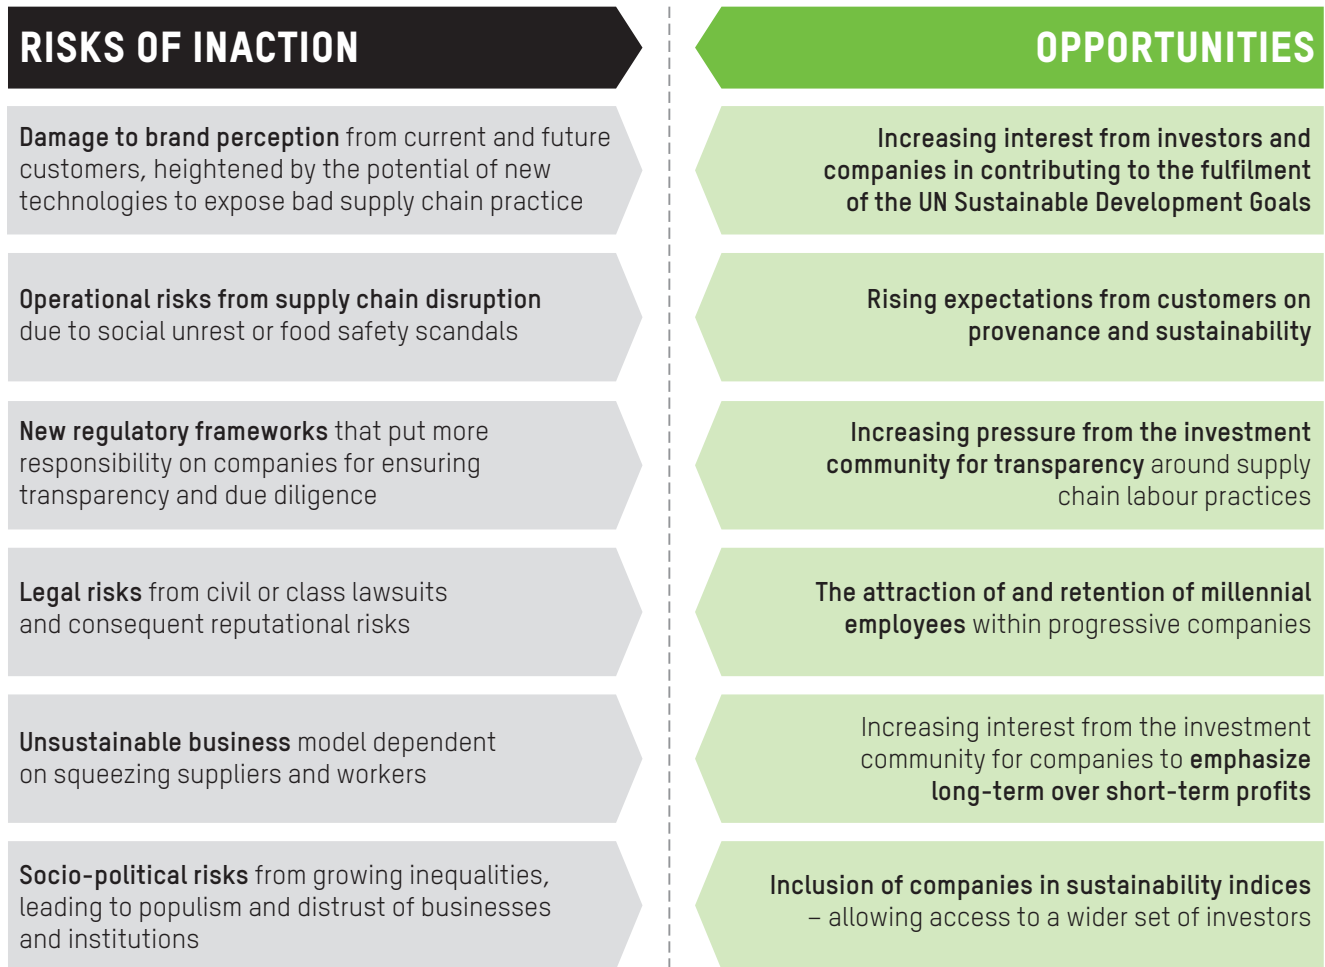 RISKS OF INACTION
Damage to brand perception from current and future
customers, heightened by the potential of new
technologies to expose bad supply chain practice
Operational risks from supply chain disruption
due to social unrest or food safety scandals
New regulatory frameworks that put more
responsibility on companies for ensuring
transparency and due diligence
Legal risks from civil or class lawsuits
and consequent reputational risks
Unsustainable business model dependent
on squeezing suppliers and workers
Socio-political risks from growing inequalities,
leading to populism and distrust of businesses
and institutions
OPPORTUNITIES
Increasing interest from investors and
companies in contributing to the fulfilment
of the UN Sustainable Development Goals
Rising expectations from customers on
provenance and sustainability
Increasing pressure from the investment
community for transparency around supply
chain labour practices
The attraction of and retention of millennial
employees within progressive companies
Increasing interest from the investment
community for companies to emphasize
long-term over short-term profits
Inclusion of companies in sustainability indices
– allowing access to a wider set of investors